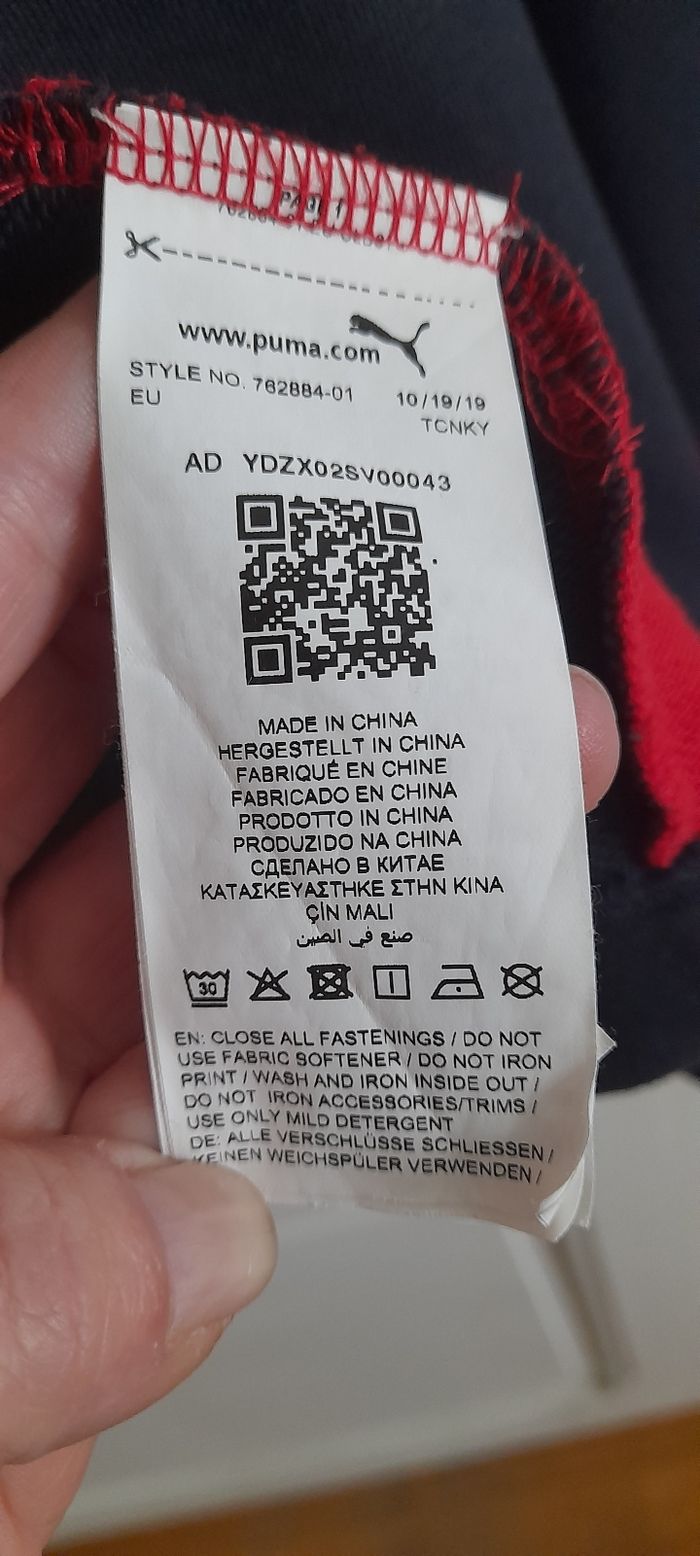 PAGE 1
www.puma.com
STYLE NO. 762884-01 10/19/19
EU TCNKY
AD YDZX02SV00043
MADE IN CHINA
HERGESTELLT IN CHINA
FABRIQUÉ EN CHINE
FABRICADO EN CHINA
PRODOTTO IN CHINA
PRODUZIDO NA CHINA
СДЕЛАНО В КИТАЕ
ΚΑΤΑΣΚΕΥΑΣΤΗΚΕ ΣΤΗΝ ΚΙΝΑ
ÇİN MALI
صنع في الصين
30
EN: CLOSE ALL FASTENINGS / DO NOT
USE FABRIC SOFTENER / DO NOT IRON
PRINT / WASH AND IRON INSIDE OUT /
DO NOT IRON ACCESSORIES/TRIMS /
USE ONLY MILD DETERGENT
DE: ALLE VERSCHLÜSSE SCHLIESSEN /
KEINEN WEICHSPÜLER VERWENDEN /